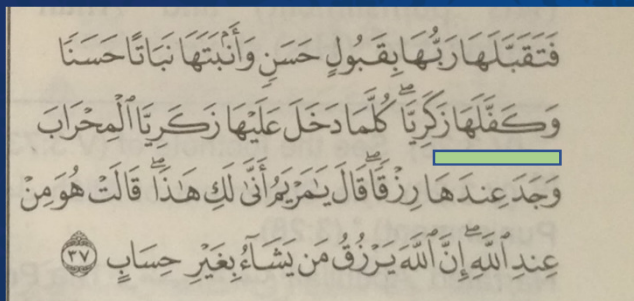 فَتَقَبَّلَهَا رَبُّهَا بِقَبُولٍ حَسَنٍ وَأَنۢبَتَهَا نَبَاتًا حَسَنًا
وَكَفَّلَهَا زَكَرِيَّا ۖ كُلَّمَا دَخَلَ عَلَيْهَا زَكَرِيَّا ٱلْمِحْرَابَ
وَجَدَ عِندَهَا رِزْقًا ۖ قَالَ يَـٰمَرْيَمُ أَنَّىٰ لَكِ هَـٰذَا ۖ قَالَتْ هُوَ مِنْ
عِندِ ٱللَّهِ ۖ إِنَّ ٱللَّهَ يَرْزُقُ مَن يَشَآءُ بِغَيْرِ حِسَابٍ ٣٧